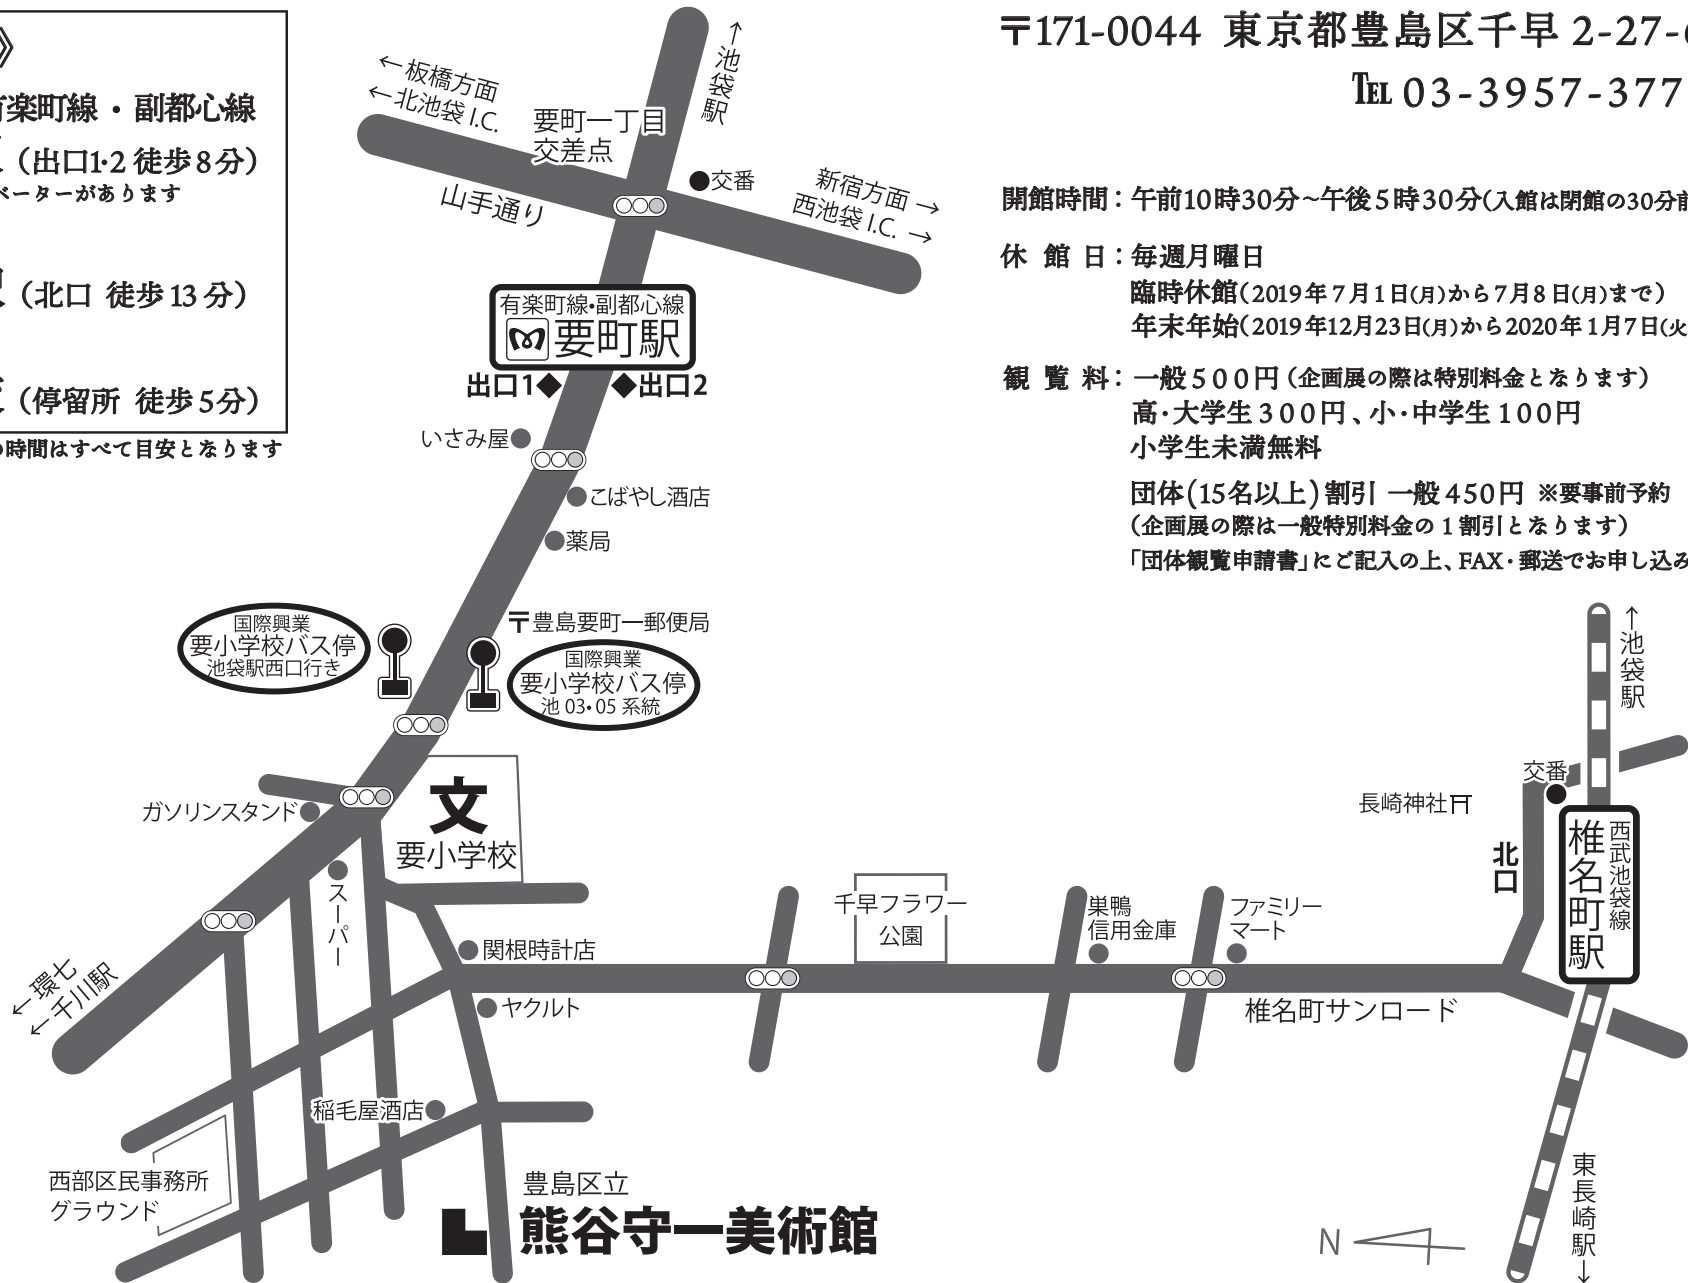 》
有楽町線・副都心線
（出口1・2 徒歩8分）
ベーターがあります
（北口 徒歩13分）
（停留所 徒歩5分）
時間はすべて目安となります
〒171-0044 東京都豊島区千早 2-27-6
TEL 03-3957-377
開館時間：午前10時30分～午後5時30分(入館は閉館の30分前
休館日：毎週月曜日
臨時休館(2019年7月1日(月)から7月8日(月)まで)
年末年始(2019年12月23日(月)から2020年1月7日(火
観覧料：一般500円(企画展の際は特別料金となります)
高・大学生300円、小・中学生100円
小学生未満無料
団体(15名以上)割引 一般450円 ※要事前予約
(企画展の際は一般特別料金の1割引となります)
「団体観覧申請書」にご記入の上、FAX・郵送でお申し込み
←板橋方面
←北池袋 I.C.
要町一丁目
交差点
↑池袋駅
交番
山手通り
新宿方面→
西池袋 I.C.→
有楽町線・副都心線
要町駅
出口1◆
◆出口2
いさみ屋
こばやし酒店
薬局
〒豊島要町一郵便局
国際興業
要小学校バス停
池袋駅西口行き
国際興業
要小学校バス停
池 03・05 系統
文
要小学校
ガソリンスタンド
スーパー
←環七
←千川駅
関根時計店
ヤクルト
稲毛屋酒店
西部区民事務所
グラウンド
豊島区立
熊谷守一美術館
千早フラワー
公園
巣鴨
信用金庫
ファミリー
マート
椎名町サンロード
↑池袋駅
交番
長崎神社
北口
西武池袋線
椎名町駅
東長崎駅↓
N